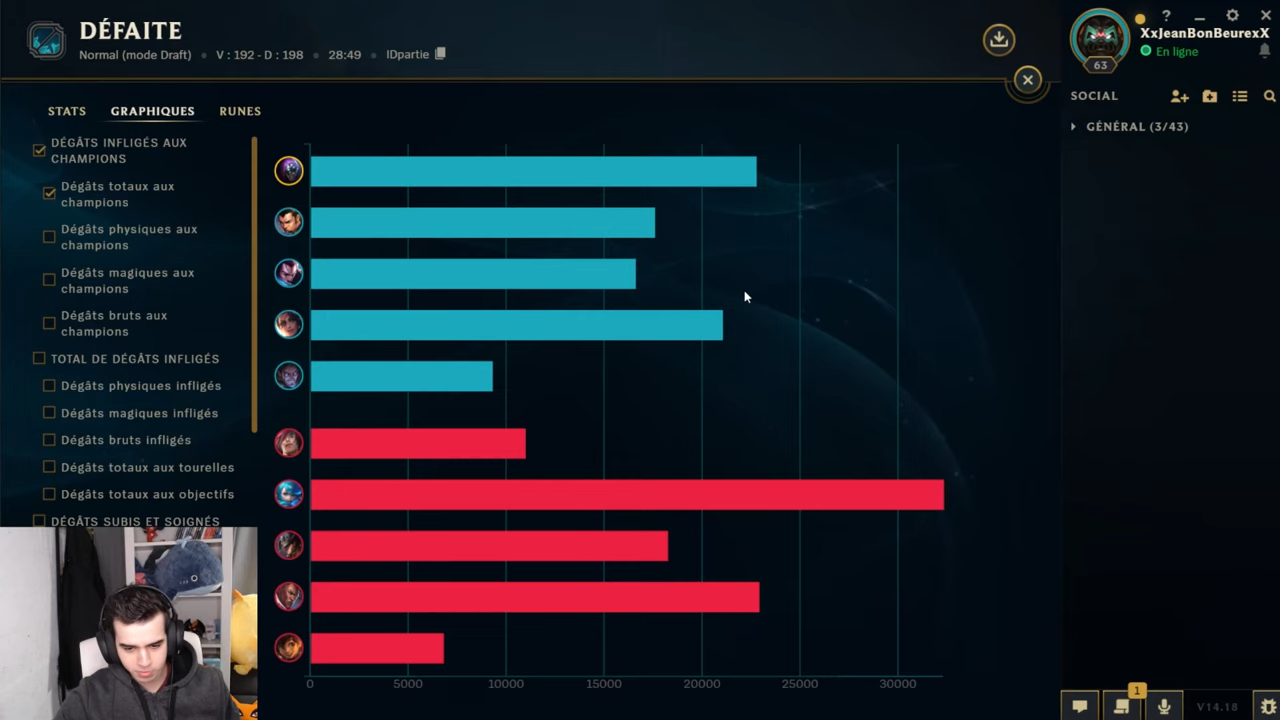 DÉFAITE
Normal (mode Draft) • V : 192 - D : 198 • 28:49 • IDpartie
STATS GRAPHIQUES RUNES
DÉGÂTS INFLIGÉS AUX
CHAMPIONS
Dégâts totaux aux
champions
Dégâts physiques aux
champions
Dégâts magiques aux
champions
Dégâts bruts aux
champions
TOTAL DE DÉGÂTS INFLIGÉS
Dégâts physiques infligés
Dégâts magiques infligés
Dégâts bruts infligés
Dégâts totaux aux tourelles
Dégâts totaux aux objectifs
DÉGÂTS SUBIS ET SOIGNÉS
0 5000 10000 15000 20000 25000 30000
?
XxJeanBonBeurexX
En ligne
63
SOCIAL
GÉNÉRAL (3/43)
1
V14.18